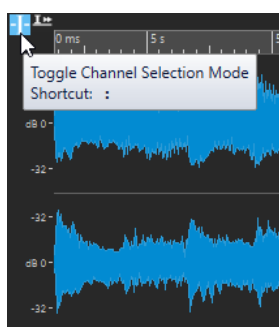 0 ms 5 s
Toggle Channel Selection Mode
Shortcut: :
dB 0-
-32-
-32-
dB 0-
-32-